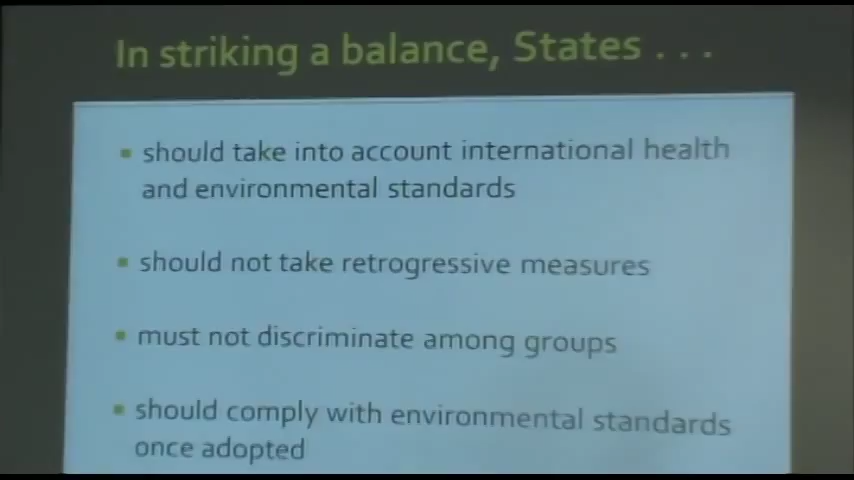 In striking a balance, States . . .
▪ should take into account international health
and environmental standards
▪ should not take retrogressive measures
▪ must not discriminate among groups
▪ should comply with environmental standards
once adopted